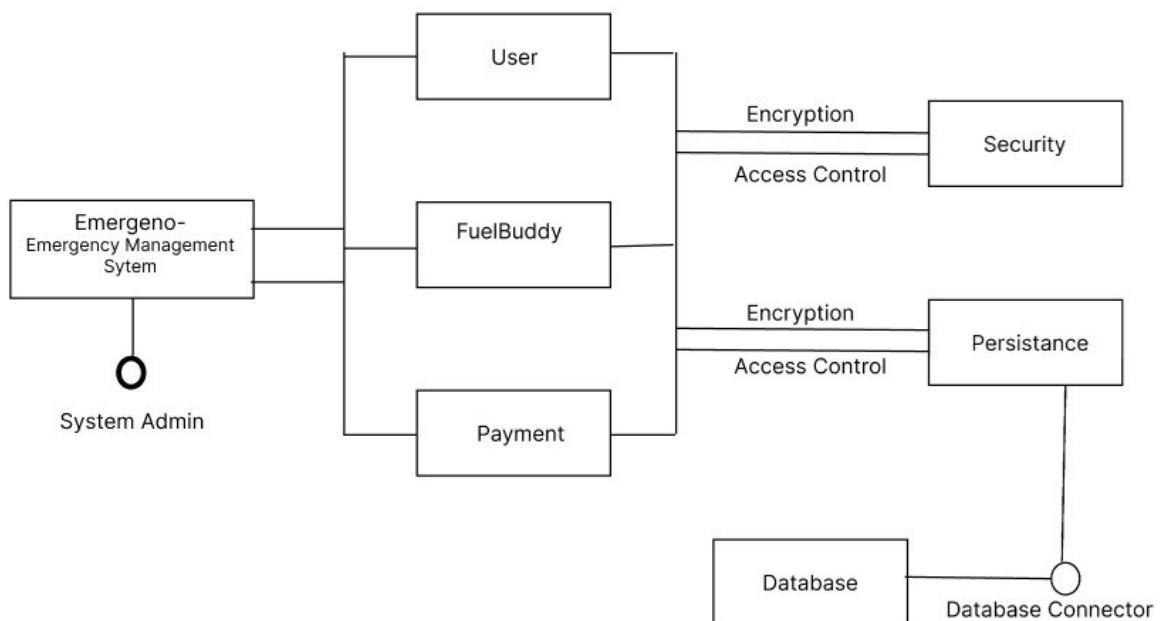 User
Encryption
Security
Access Control
Emergeno-
Emergency Management
Sytem
FuelBuddy
Encryption
Persistance
Access Control
System Admin
Payment
Database
Database Connector